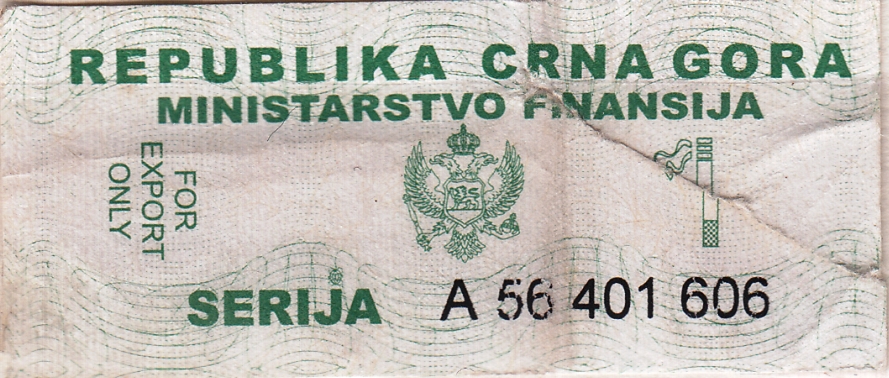 REPUBLIKA CRNA GORA
MINISTARSTVO FINANSIJA
FOR
EXPORT
ONLY
SERIJA A 56 401 606